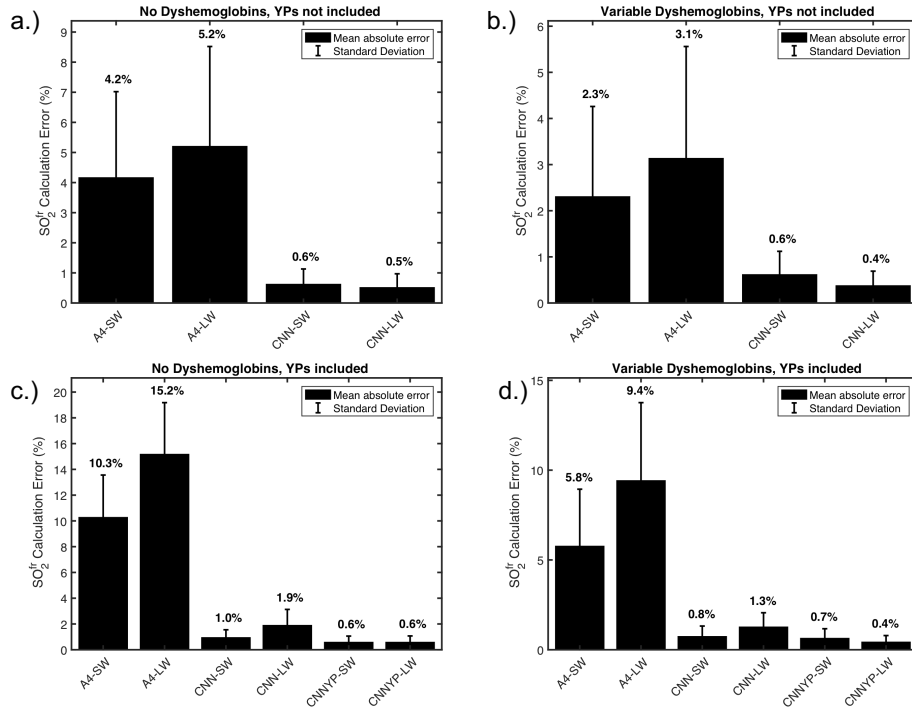 a.)
No Dyshemoglobins, YPs not included
SO₂ᶠʳ Calculation Error (%)
9
8
7
6
5
4
3
2
1
0
Mean absolute error
Standard Deviation
4.2%
5.2%
0.6%
0.5%
A4-SW
A4-LW
CNN-SW
CNN-LW
b.)
Variable Dyshemoglobins, YPs not included
SO₂ᶠʳ Calculation Error (%)
6
5
4
3
2
1
0
Mean absolute error
Standard Deviation
2.3%
3.1%
0.6%
0.4%
A4-SW
A4-LW
CNN-SW
CNN-LW
c.)
No Dyshemoglobins, YPs included
SO₂ᶠʳ Calculation Error (%)
20
18
16
14
12
10
8
6
4
2
0
Mean absolute error
Standard Deviation
10.3%
15.2%
1.0%
1.9%
0.6%
0.6%
A4-SW
A4-LW
CNN-SW
CNN-LW
CNNYP-SW
CNNYP-LW
d.)
Variable Dyshemoglobins, YPs included
SO₂ᶠʳ Calculation Error (%)
15
10
5
0
Mean absolute error
Standard Deviation
5.8%
9.4%
0.8%
1.3%
0.7%
0.4%
A4-SW
A4-LW
CNN-SW
CNN-LW
CNNYP-SW
CNNYP-LW